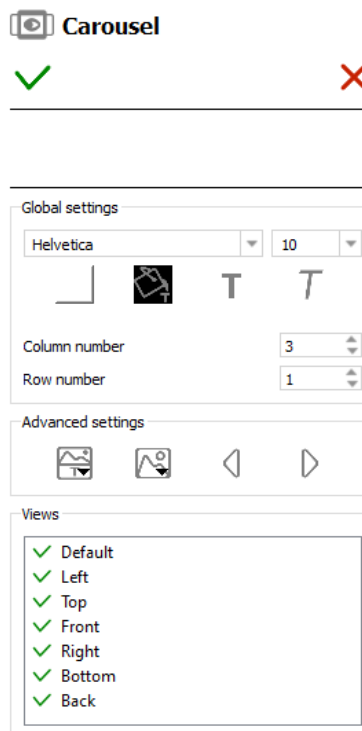 Carousel
Global settings
Helvetica 10
T T
Column number 3
Row number 1
Advanced settings
T
Views
Default
Left
Top
Front
Right
Bottom
Back